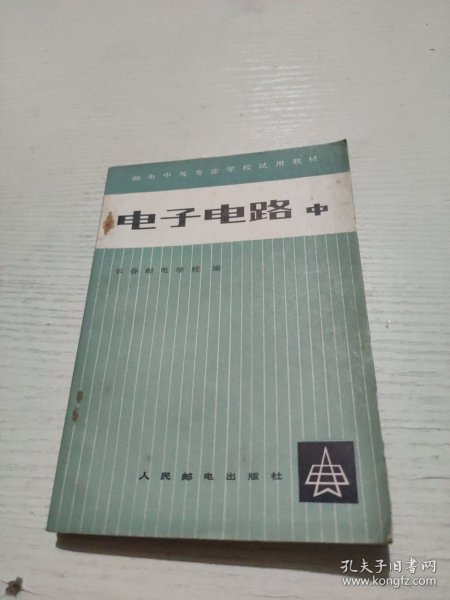 邮电中等专业学校试用教材
电子电路 中
长春邮电学校 编
人民邮电出版社
孔夫子旧书网
www.kongfz.com